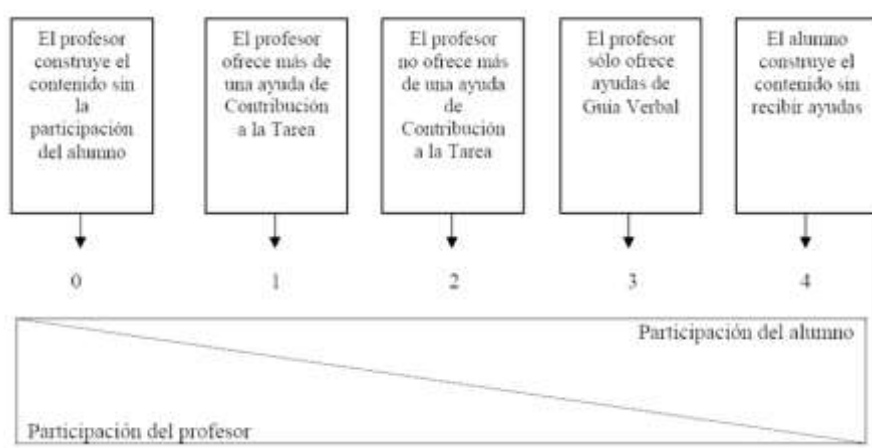 El profesor
construye el
contenido sin
la
participación
del alumno
El profesor
ofrece más de
una ayuda de
Contribución
a la Tarea
El profesor
no ofrece más
de una ayuda
de
Contribución
a la Tarea
El profesor
sólo ofrece
ayudas de
Guia Verbal
El alumno
construye el
contenido sin
recibir ayudas
0
1
2
3
4
Participación del alumno
Participación del profesor